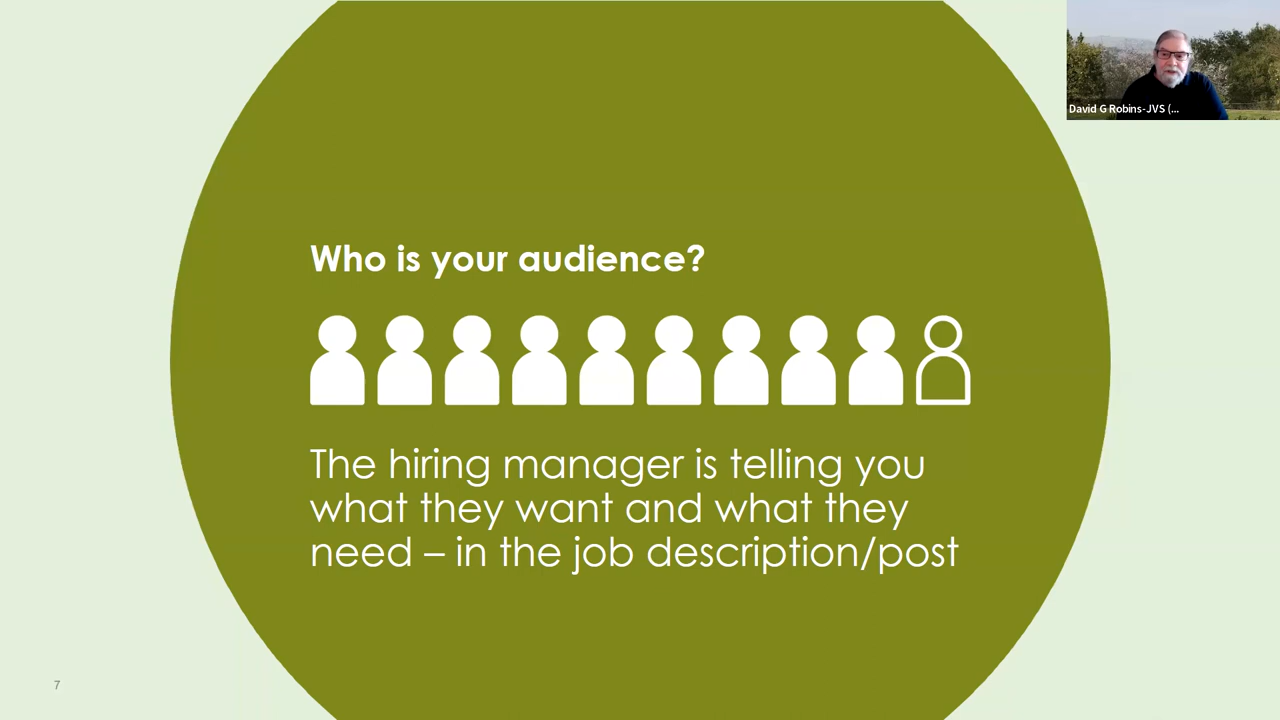 David G Robins-JVS (...
Who is your audience?
The hiring manager is telling you
what they want and what they
need – in the job description/post
7